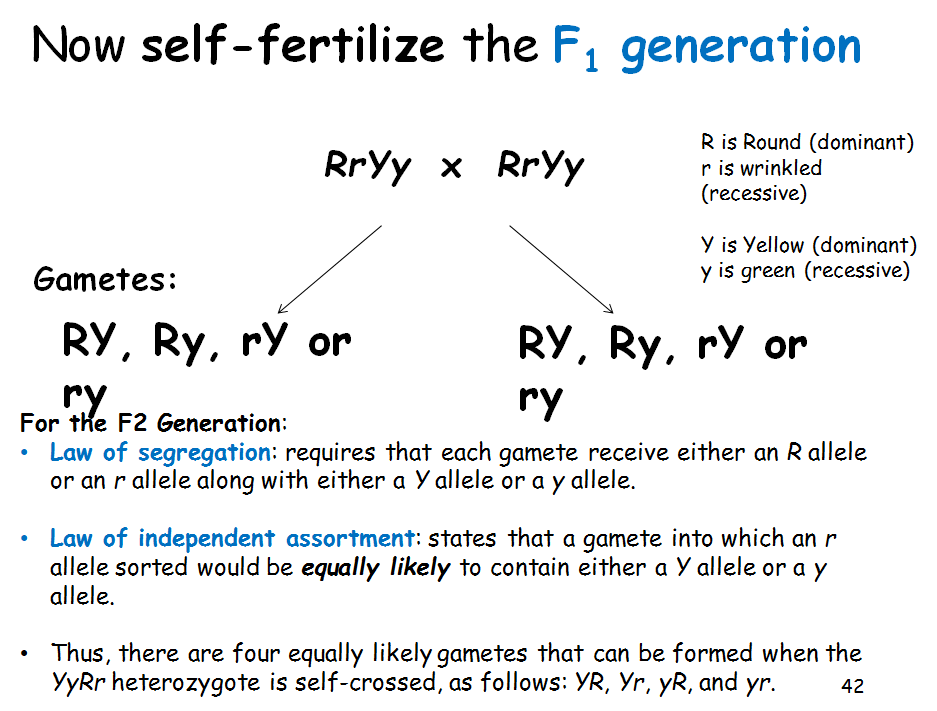 Now self-fertilize the F₁ generation
RrYy x RrYy
R is Round (dominant)
r is wrinkled
(recessive)
Y is Yellow (dominant)
y is green (recessive)
Gametes:
RY, Ry, rY or
ry
RY, Ry, rY or
ry
For the F2 Generation:
• Law of segregation: requires that each gamete receive either an R allele
or an r allele along with either a Y allele or a y allele.
• Law of independent assortment: states that a gamete into which an r
allele sorted would be equally likely to contain either a Y allele or a y
allele.
• Thus, there are four equally likely gametes that can be formed when the
YyRr heterozygote is self-crossed, as follows: YR, Yr, yR, and yr.
42